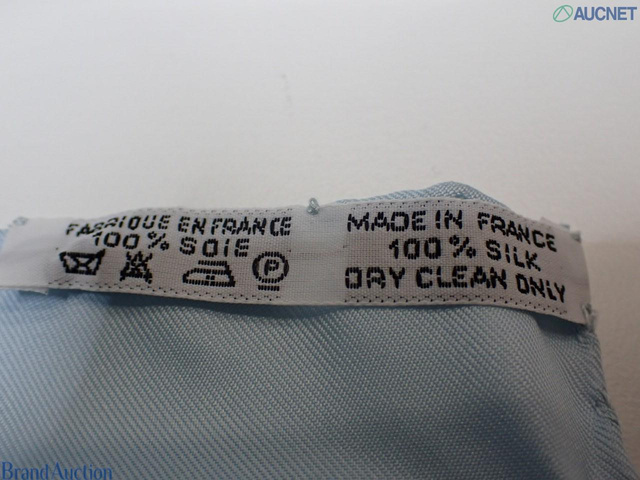 AUCNET
FABRIQUE EN FRANCE
100% SOIE
P
MADE IN FRANCE
100% SILK
DRY CLEAN ONLY
Brand Auction